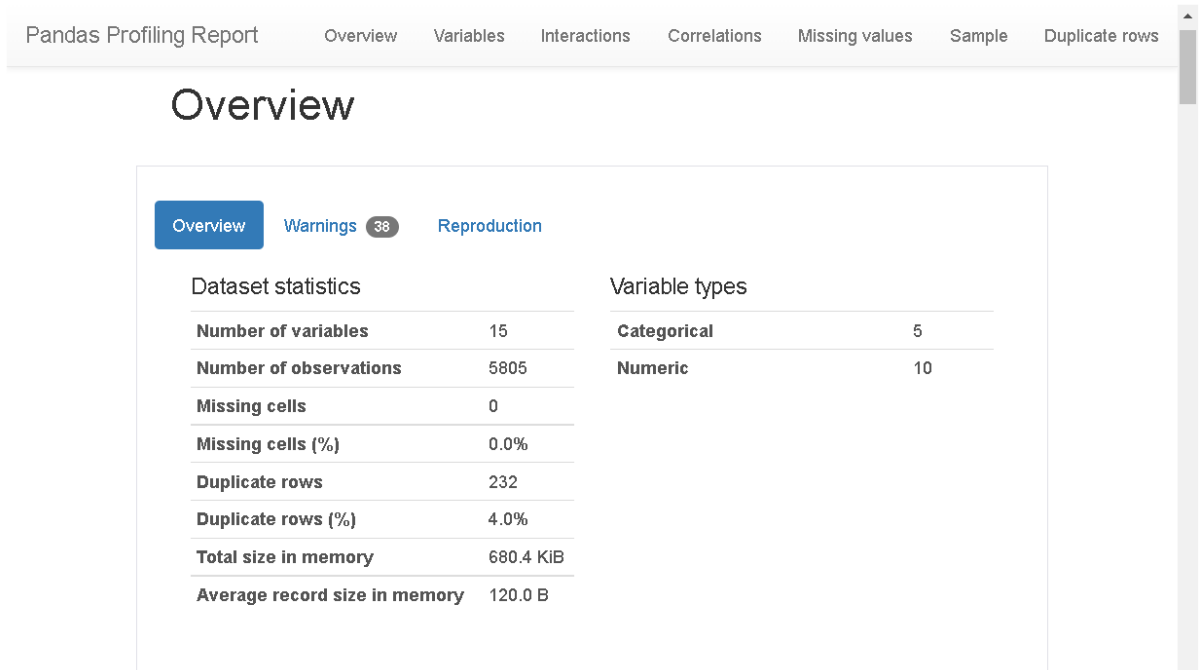 Pandas Profiling Report Overview Variables Interactions Correlations Missing values Sample Duplicate rows
Overview
Overview Warnings 38 Reproduction
Dataset statistics
Number of variables 15
Number of observations 5805
Missing cells 0
Missing cells (%) 0.0%
Duplicate rows 232
Duplicate rows (%) 4.0%
Total size in memory 680.4 KiB
Average record size in memory 120.0 B
Variable types
Categorical 5
Numeric 10